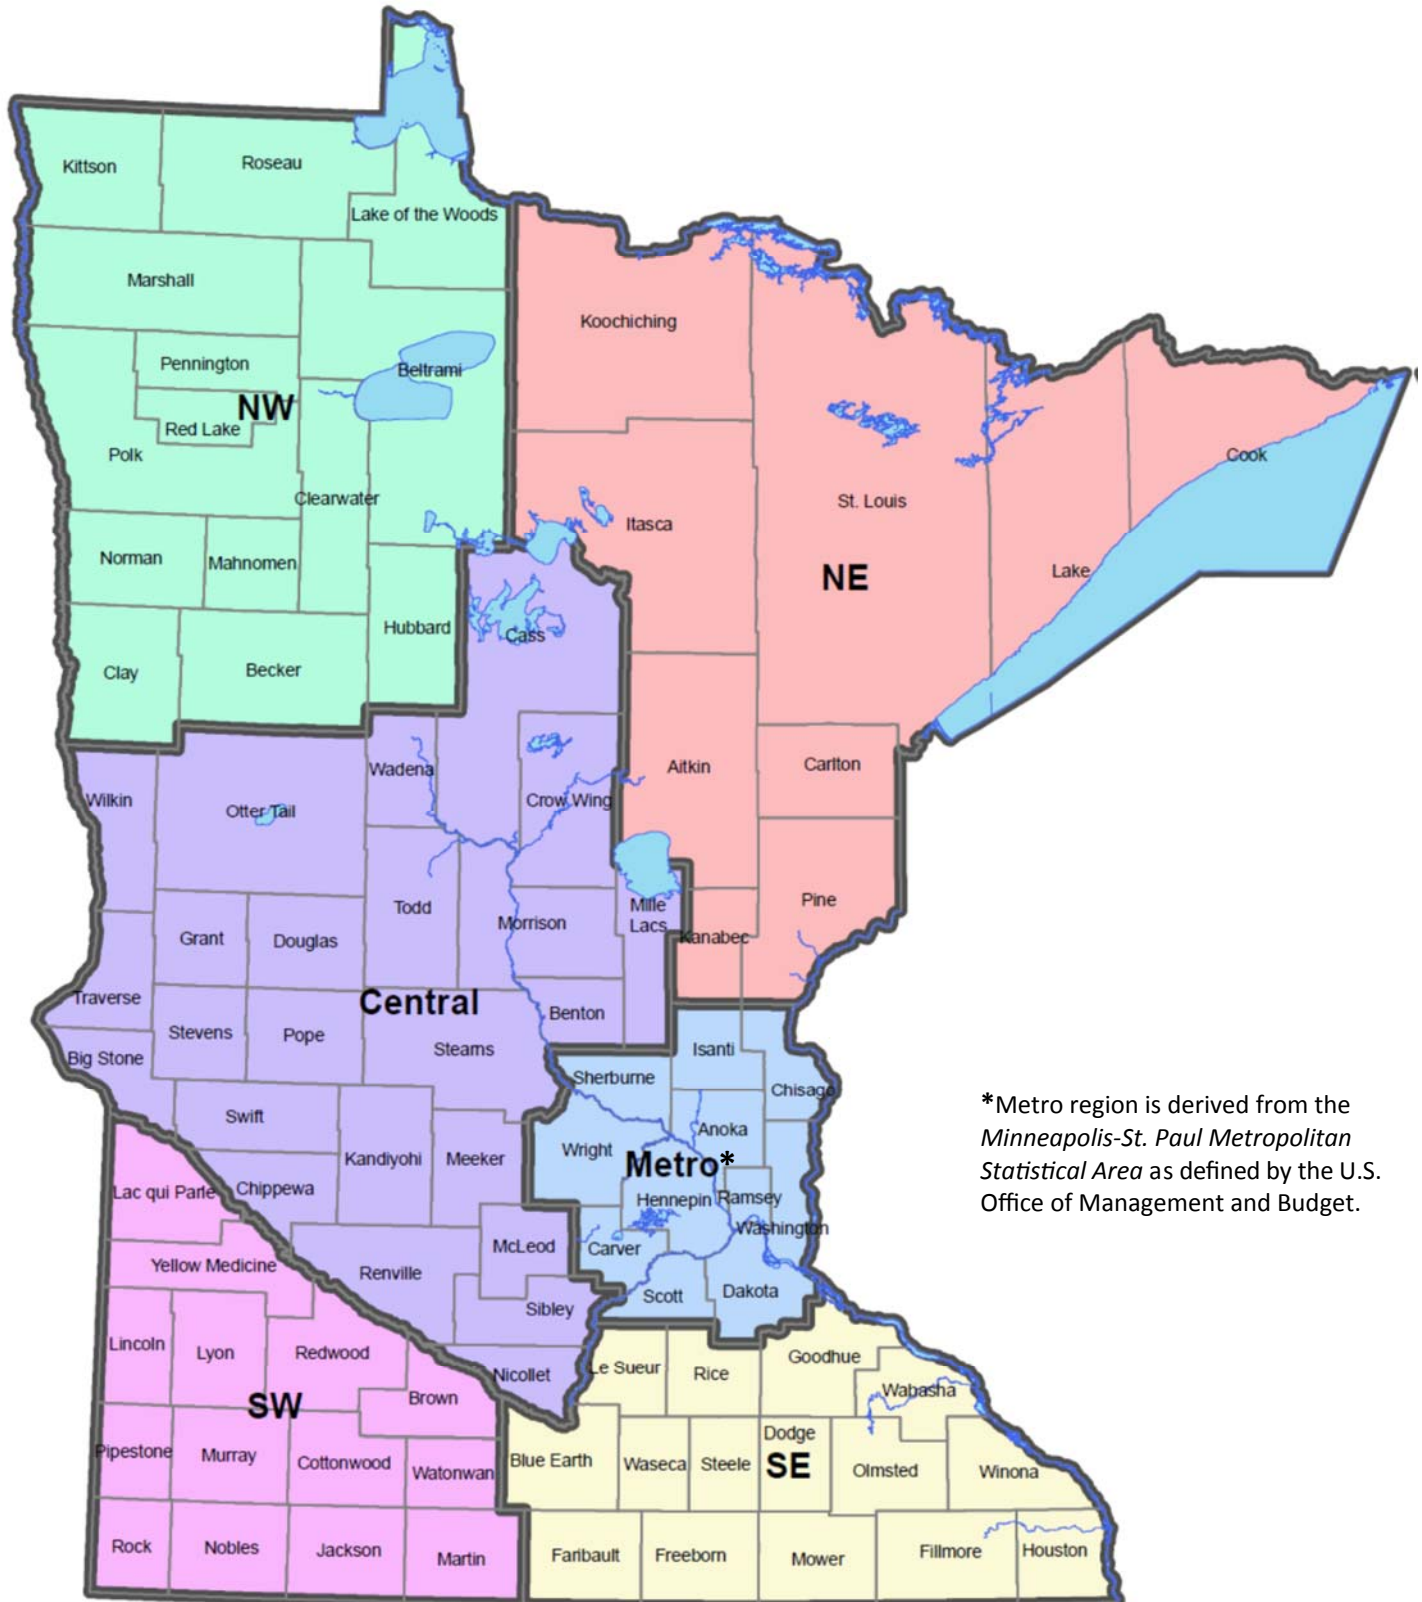 Kittson
Roseau
Lake of the Woods
Marshall
Koochiching
Pennington
Beltrami
NW
Red Lake
Polk
Cook
Clearwater
St. Louis
Itasca
Norman
Mahnomen
Lake
NE
Hubbard
Cass
Clay
Becker
Wadena
Aitkin
Carlton
Wilkin
Otter Tail
Crow Wing
Todd
Morrison
Mille
Lacs
Pine
Grant
Douglas
Kanabec
Traverse
Central
Stevens
Pope
Benton
Big Stone
Stearns
Isanti
Sherburne
Chisago
Swift
Anoka
Kandiyohi
Meeker
Wright
Metro*
Lac qui Parle
Chippewa
Hennepin
Ramsey
Washington
McLeod
Carver
Yellow Medicine
Renville
Scott
Dakota
Sibley
*Metro region is derived from the
Minneapolis-St. Paul Metropolitan
Statistical Area as defined by the U.S.
Office of Management and Budget.
Lincoln
Lyon
Redwood
Le Sueur
Rice
Goodhue
Nicollet
Wabasha
Brown
SW
Dodge
Pipestone
Murray
Cottonwood
Watonwan
Blue Earth
Waseca
Steele
SE
Olmsted
Winona
Rock
Nobles
Jackson
Martin
Faribault
Freeborn
Mower
Fillmore
Houston